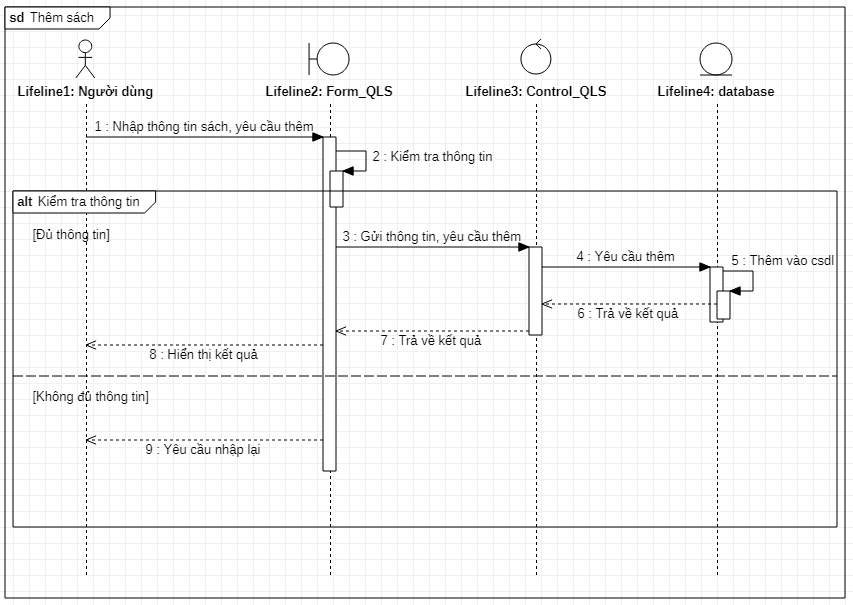 sd Thêm sách
Lifeline1: Người dùng
Lifeline2: Form_QLS
Lifeline3: Control_QLS
Lifeline4: database
1 : Nhập thông tin sách, yêu cầu thêm
2 : Kiểm tra thông tin
alt Kiểm tra thông tin
[Đủ thông tin]
3 : Gửi thông tin, yêu cầu thêm
4 : Yêu cầu thêm
5 : Thêm vào csdl
6 : Trả về kết quả
7 : Trả về kết quả
8 : Hiển thị kết quả
[Không đủ thông tin]
9 : Yêu cầu nhập lại